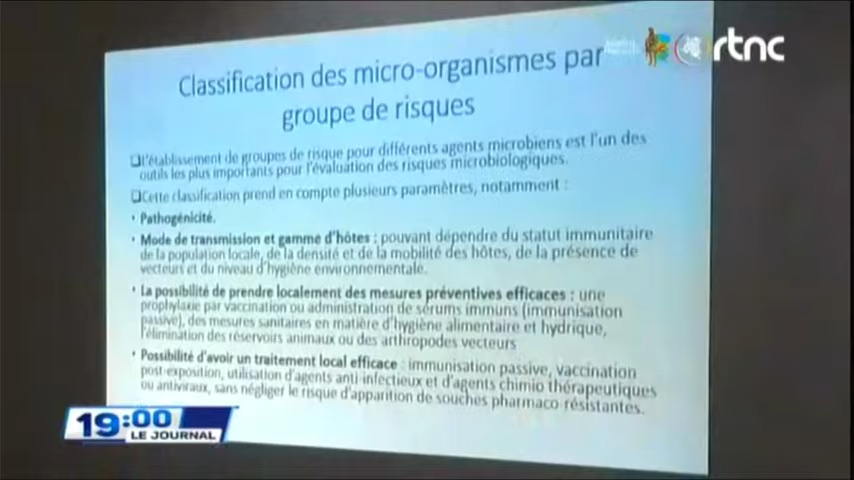 rtnc
Classification des micro-organismes par
groupe de risques
❑L'établissement de groupes de risque pour différents agents microbiens est l'un des
outils les plus importants pour l'évaluation des risques microbiologiques.
❑Cette classification prend en compte plusieurs paramètres, notamment :
• Pathogénicité.
• Mode de transmission et gamme d'hôtes : pouvant dépendre du statut immunitaire
de la population locale, de la densité et de la mobilité des hôtes, de la présence de
vecteurs et du niveau d'hygiène environnementale.
• La possibilité de prendre localement des mesures préventives efficaces : une
prophylaxie par vaccination ou administration de sérums immuns (immunisation
passive), des mesures sanitaires en matière d'hygiène alimentaire et hydrique,
l'élimination des réservoirs animaux ou des arthropodes vecteurs
• Possibilité d'avoir un traitement local efficace : immunisation passive, vaccination
post-exposition, utilisation d'agents anti-infectieux et d'agents chimio thérapeutiques
ou antiviraux, sans négliger le risque d'apparition de souches pharmaco-résistantes.
19:00
LE JOURNAL